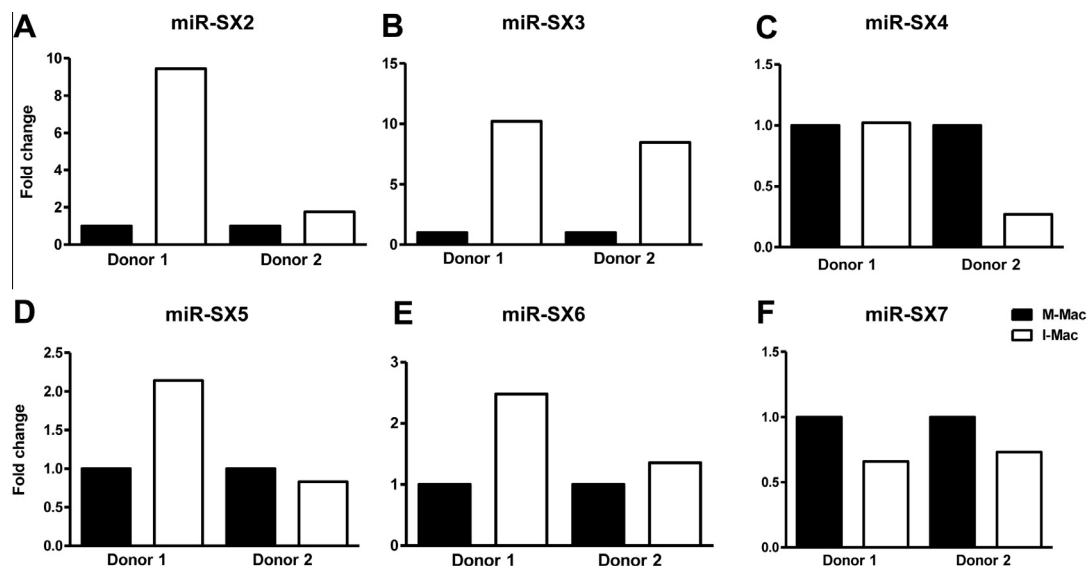 A
miR-SX2
Fold change
10
8
6
4
2
0
Donor 1
Donor 2
B
miR-SX3
15
10
5
0
Donor 1
Donor 2
C
miR-SX4
1.5
1.0
0.5
0.0
Donor 1
Donor 2
D
miR-SX5
Fold change
2.5
2.0
1.5
1.0
0.5
0.0
Donor 1
Donor 2
E
miR-SX6
3
2
1
0
Donor 1
Donor 2
F
miR-SX7
M-Mac
I-Mac
1.5
1.0
0.5
0.0
Donor 1
Donor 2